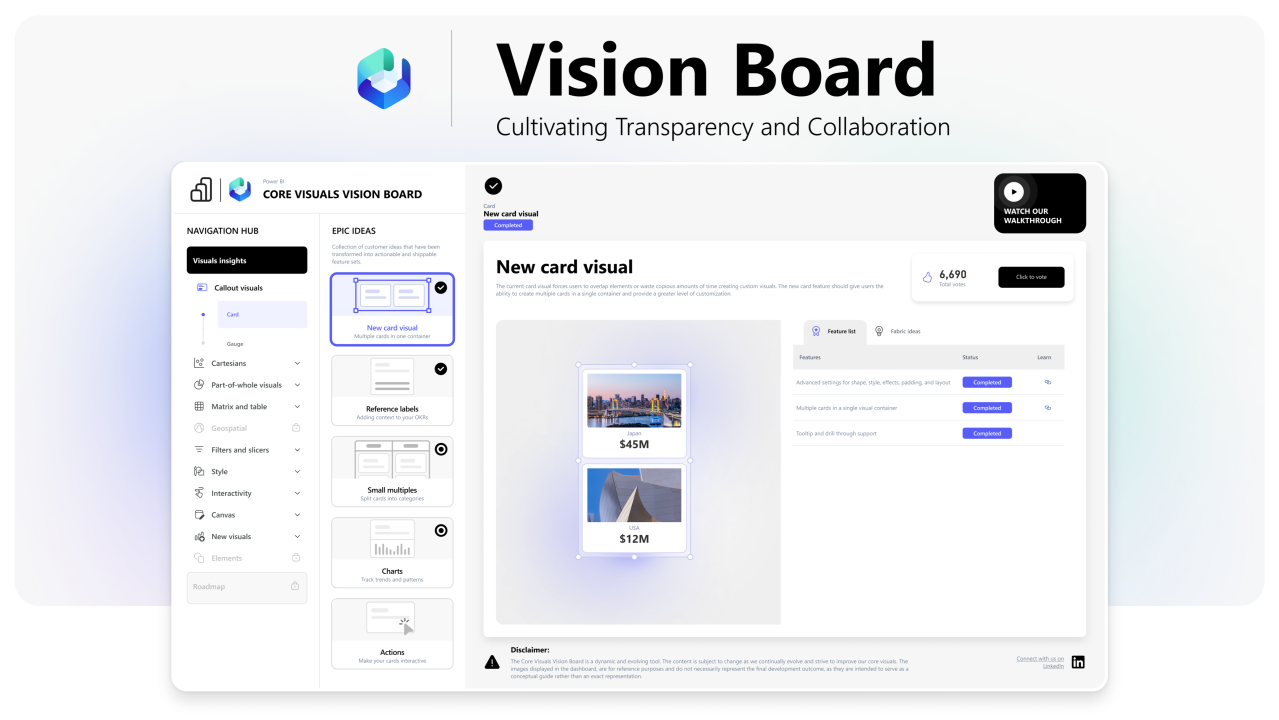 Vision Board
Cultivating Transparency and Collaboration
Power BI
CORE VISUALS VISION BOARD
NAVIGATION HUB
Visuals insights
Callout visuals
Card
Gauge
Cartesians
Part-of-whole visuals
Matrix and table
Geospatial
Filters and slicers
Style
Interactivity
Canvas
New visuals
Elements
Roadmap
EPIC IDEAS
Collection of customer ideas that have been
transformed into actionable and shippable
feature sets.
New card visual
Multiple cards in one container
Reference labels
Adding context to your OKRs
Small multiples
Split cards into categories
Charts
Track trends and patterns
Actions
Make your cards interactive
Card
New card visual
Completed
WATCH OUR
WALKTHROUGH
New card visual
The current card visual forces users to overlap elements or waste copious amounts of time creating custom visuals. The new card feature should give users the
ability to create multiple cards in a single container and provide a greater level of customization.
6,690
Total votes
Click to vote
Japan
$45M
USA
$12M
Feature list
Fabric ideas
Features Status Learn
Advanced settings for shape, style, effects, padding, and layout Completed
Multiple cards in a single visual container Completed
Tooltip and drill through support Completed
Disclaimer:
The Core Visuals Vision Board is a dynamic and evolving tool. The content is subject to change as we continually evolve and strive to improve our core visuals. The
images displayed in the dashboard, are for reference purposes and do not necessarily represent the final development outcome, as they are intended to serve as a
conceptual guide rather than an exact representation.
Connect with us on
LinkedIn
in